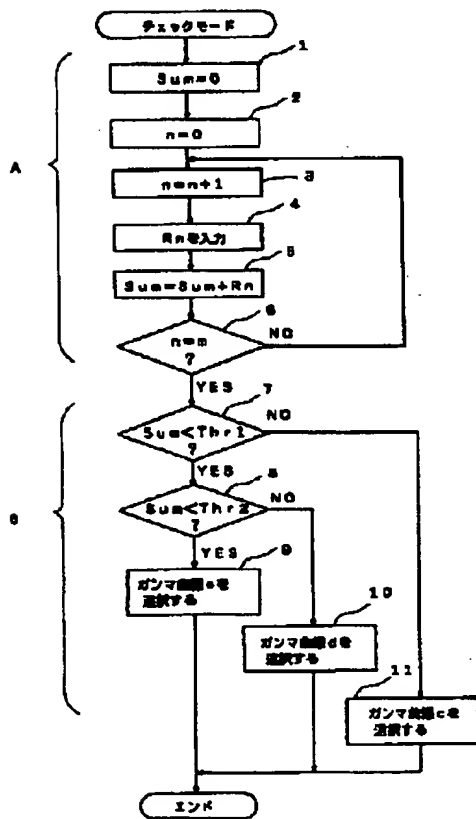 チェックモード
1
Sum=0
2
n=0
A
3
n=n+1
4
Rnを入力
5
Sum=Sum+Rn
6
n=m
?
NO
YES
7
Sum<Thr1
?
NO
YES
8
Sum<Thr2
?
NO
B
YES
9
ガンマ曲線eを
選択する
10
ガンマ曲線dを
選択する
11
ガンマ曲線cを
選択する
エンド